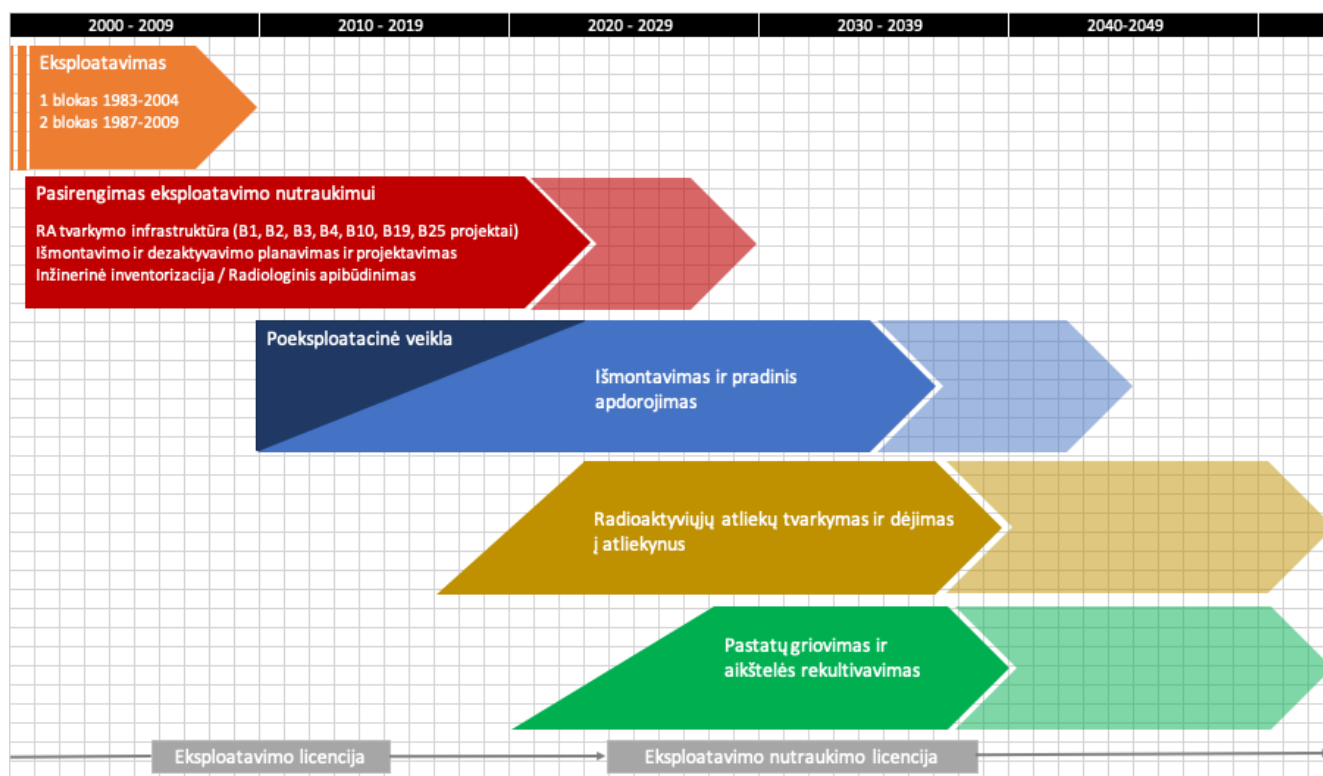 2000 - 2009
2010 - 2019
2020 - 2029
2030 - 2039
2040-2049
Eksploatavimas
1 blokas 1983-2004
2 blokas 1987-2009
Pasirengimas eksploatavimo nutraukimui
RA tvarkymo infrastruktūra (B1, B2, B3, B4, B10, B19, B25 projektai)
Išmontavimo ir dezaktyvavimo planavimas ir projektavimas
Inžinerinė inventorizacija / Radiologinis apibūdinimas
Poeksploatacinė veikla
Išmontavimas ir pradinis
apdorojimas
Radioaktyviųjų atliekų tvarkymas ir dėjimas
į atliekynus
Pastatų griovimas ir
aikštelės rekultivavimas
Eksploatavimo licencija
Eksploatavimo nutraukimo licencija